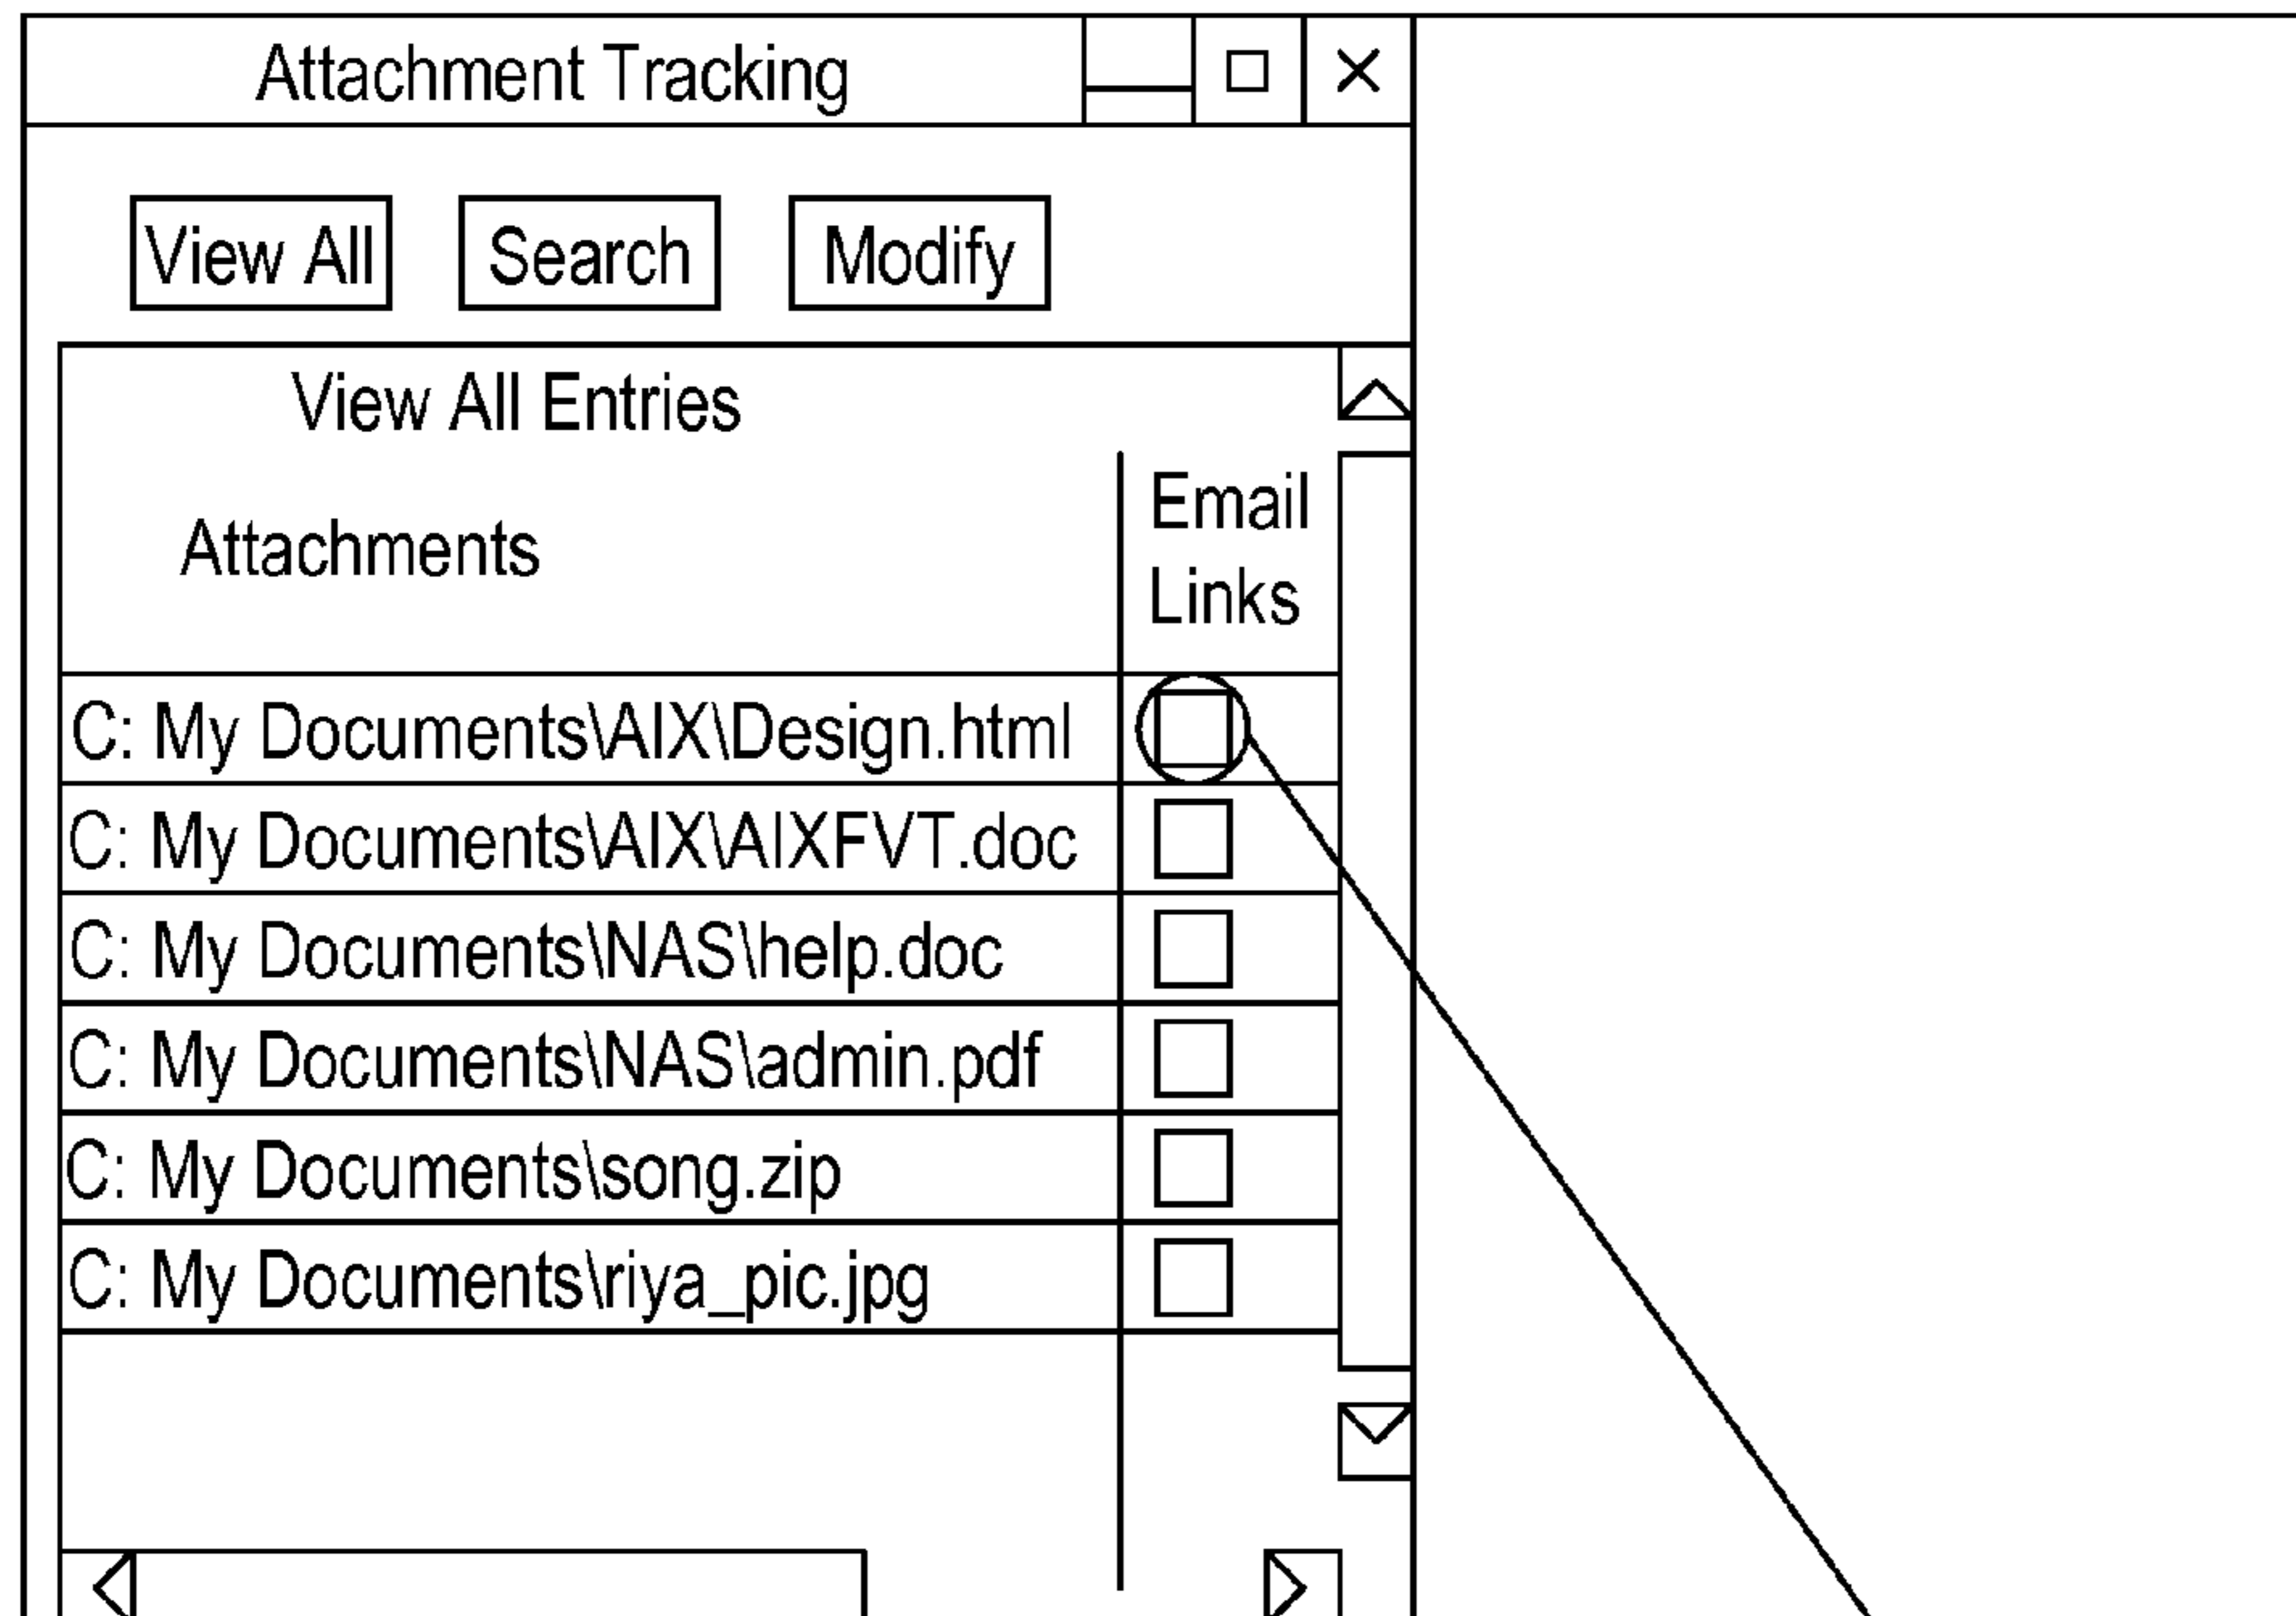 Attachment Tracking
View All Search Modify
View All Entries
Attachments
Email
Links
C: My Documents\AIX\Design.html
C: My Documents\AIX\AIXFVT.doc
C: My Documents\NAS\help.doc
C: My Documents\NAS\admin.pdf
C: My Documents\song.zip
C: My Documents\riya_pic.jpg